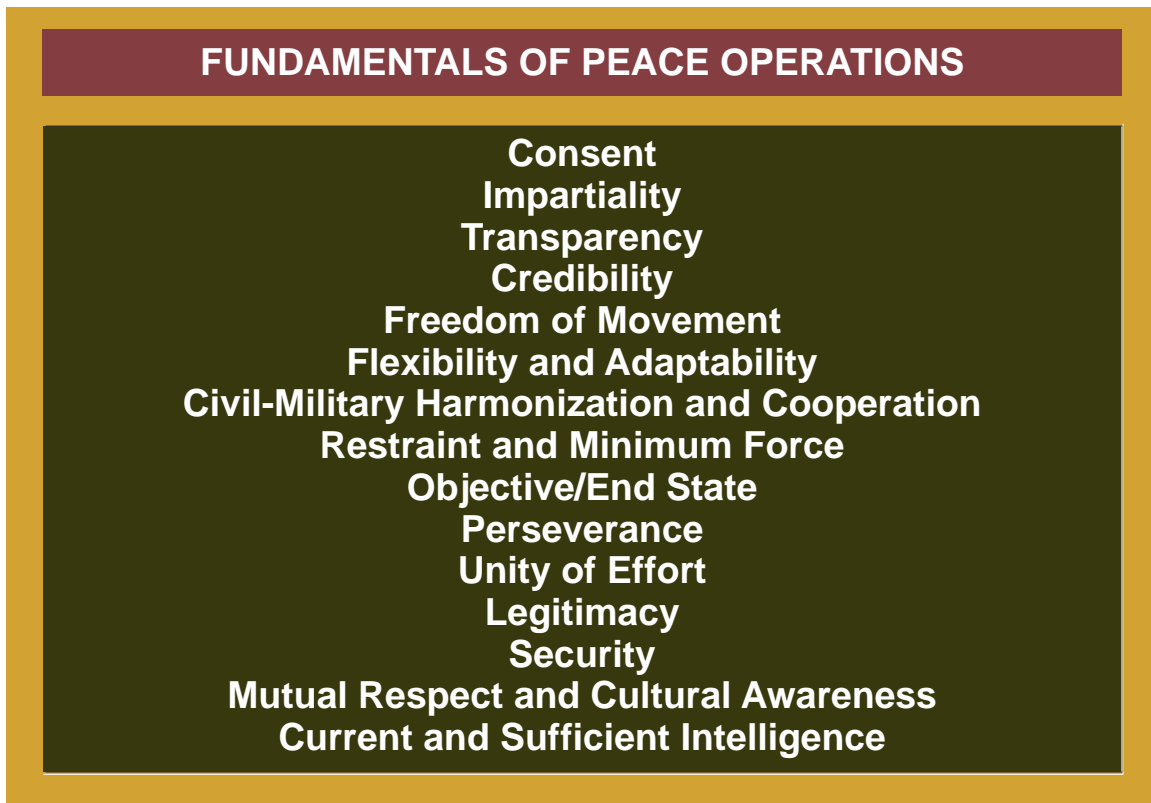 FUNDAMENTALS OF PEACE OPERATIONS
Consent
Impartiality
Transparency
Credibility
Freedom of Movement
Flexibility and Adaptability
Civil-Military Harmonization and Cooperation
Restraint and Minimum Force
Objective/End State
Perseverance
Unity of Effort
Legitimacy
Security
Mutual Respect and Cultural Awareness
Current and Sufficient Intelligence